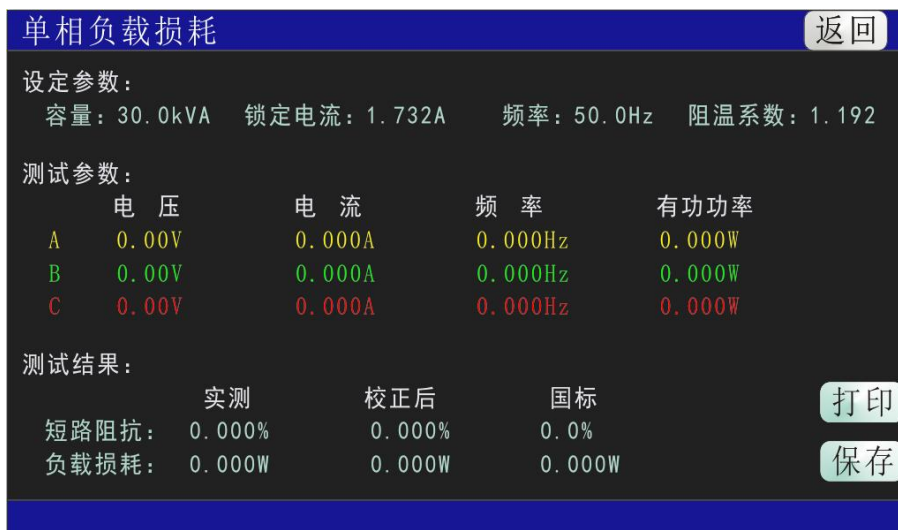 单相负载损耗 返回
设定参数：
容量：30.0kVA 锁定电流：1.732A 频率：50.0Hz 阻温系数：1.192
测试参数：
电 压 电 流 频 率 有功功率
A 0.00V 0.000A 0.000Hz 0.000W
B 0.00V 0.000A 0.000Hz 0.000W
C 0.00V 0.000A 0.000Hz 0.000W
测试结果：
实测 校正后 国标
打印
短路阻抗： 0.000% 0.000% 0.0%
负载损耗： 0.000W 0.000W 0.000W
保存